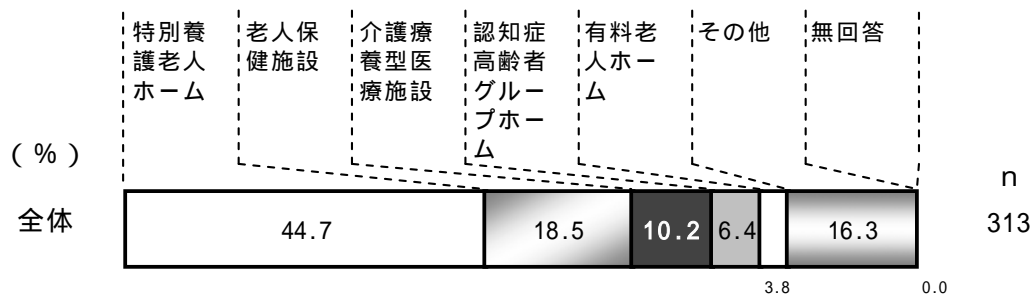 特別養
護老人
ホーム
老人保
健施設
介護療
養型医
療施設
認知症
高齢者
グルー
プホー
ム
有料老
人ホー
ム
その他
無回答
(%)
n
全体
44.7
18.5
10.2
6.4
16.3
313
3.8
0.0